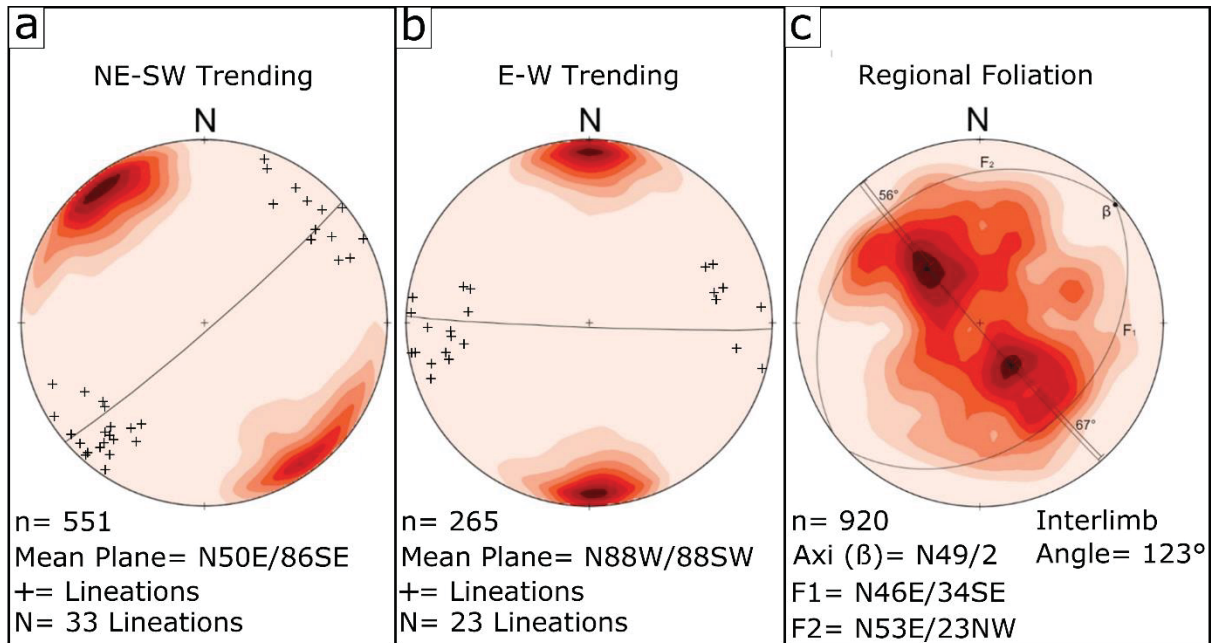 a
NE-SW Trending
N
n= 551
Mean Plane= N50E/86SE
+= Lineations
N= 33 Lineations
b
E-W Trending
N
n= 265
Mean Plane= N88W/88SW
+= Lineations
N= 23 Lineations
c
Regional Foliation
N
F₂
56°
β
F₁
67°
n= 920
Interlimb
Angle= 123°
Axi (ß)= N49/2
F1= N46E/34SE
F2= N53E/23NW